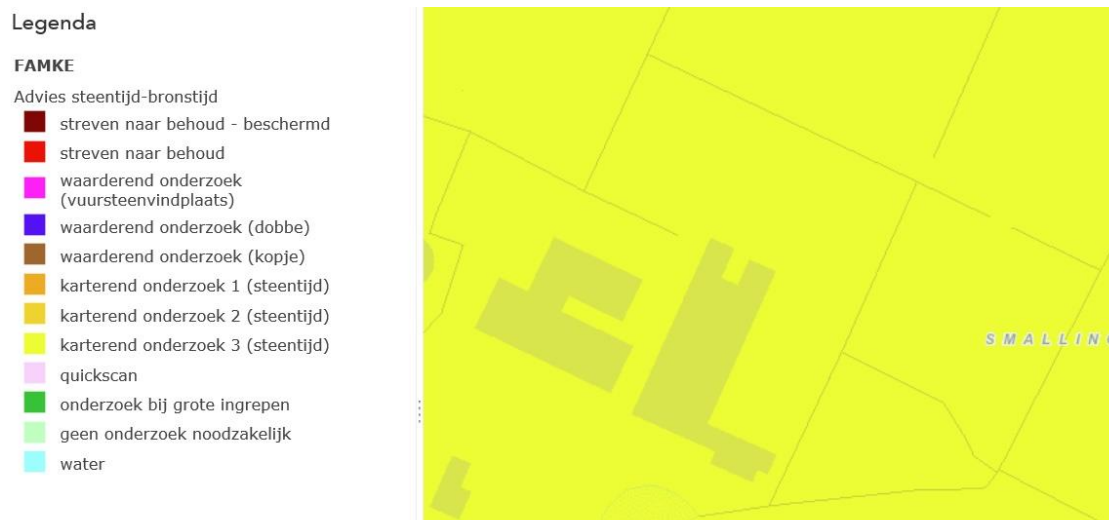 Legenda
FAMKE
Advies steentijd-bronstijd
streven naar behoud - beschermd
streven naar behoud
waarderend onderzoek
(vuursteenvindplaats)
waarderend onderzoek (dobbe)
waarderend onderzoek (kopje)
karterend onderzoek 1 (steentijd)
karterend onderzoek 2 (steentijd)
karterend onderzoek 3 (steentijd)
quickscan
onderzoek bij grote ingrepen
geen onderzoek noodzakelijk
water
SMALLIN